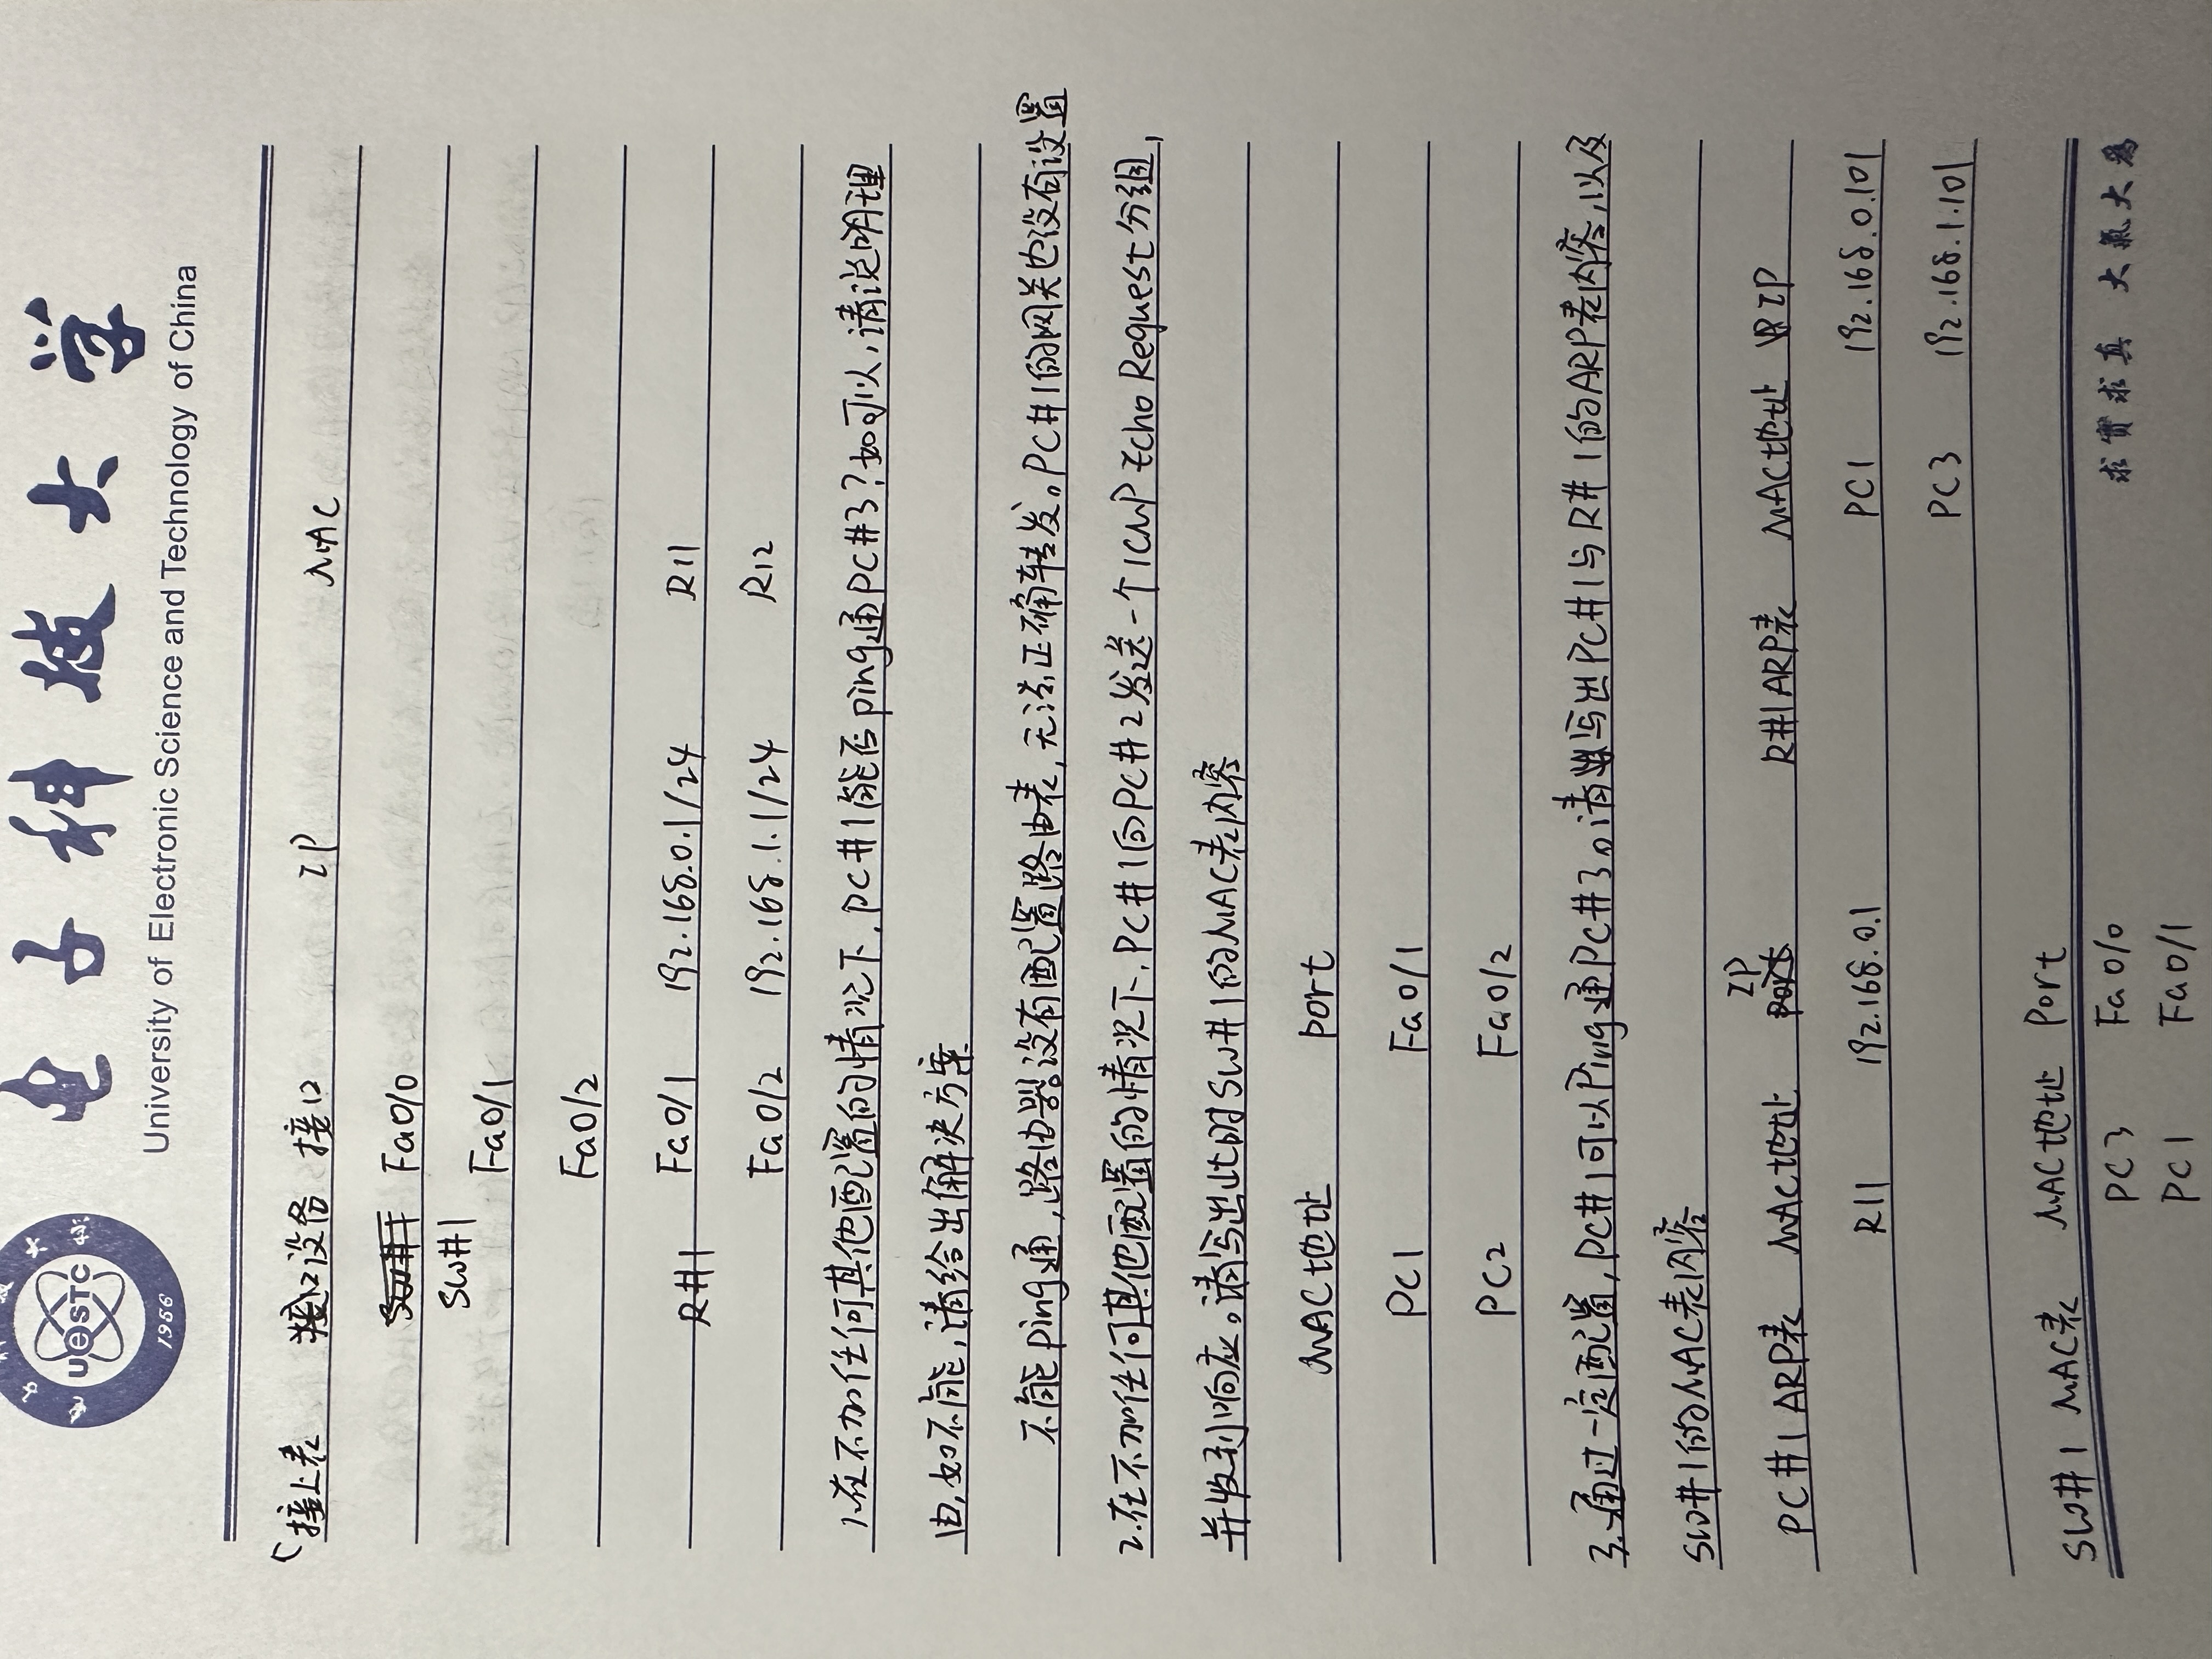 UESTC
1956
电子科技大学
University of Electronic Science and Technology of China
(接上表 设备 接口 IP MAC
Fa0/0
SW#1
Fa0/1
Fa0/2
R#1 Fa0/1 192.168.0.1/24 R11
Fa0/2 192.168.1.1/24 R12
1.在不加任何其他配置的情况下,PC#1能否ping通PC#3?如可以,请说明理
由,如不能,请给出解决方案
不能ping通,路由器没有配置路由表,无法正确转发。PC#1的网关也没有设置
2.在不加任何其他配置的情况下,PC#1向PC#2发送一个ICMP Echo Request分组,
并收到响应。请写出此时SW#1的MAC表内容
MAC地址 port
PC1 Fa0/1
PC2 Fa0/2
3.通过一定配置,PC#1可以Ping通PC#3。请写出PC#1与R#1的ARP表内容,以及
SW#1的MAC表内容
PC#1 ARP表 MAC地址 IP R#1ARP表 MAC地址 IP
R11 192.168.0.1 PC1 192.168.0.101
PC3 192.168.1.101
SW#1 MAC表 MAC地址 Port
PC3 Fa0/0
PC1 Fa0/1
求實求真 大氣大為